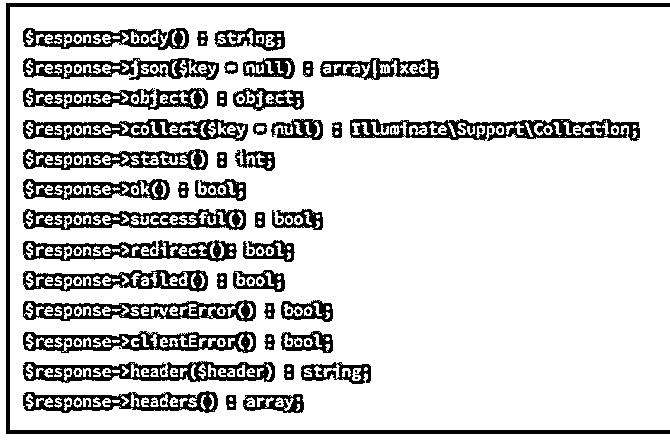 $response->body() : string;
$response->json($key = null) : array|mixed;
$response->object() : object;
$response->collect($key = null) : Illuminate\Support\Collection;
$response->status() : int;
$response->ok() : bool;
$response->successful() : bool;
$response->redirect(): bool;
$response->failed() : bool;
$response->serverError() : bool;
$response->clientError() : bool;
$response->header($header) : string;
$response->headers() : array;